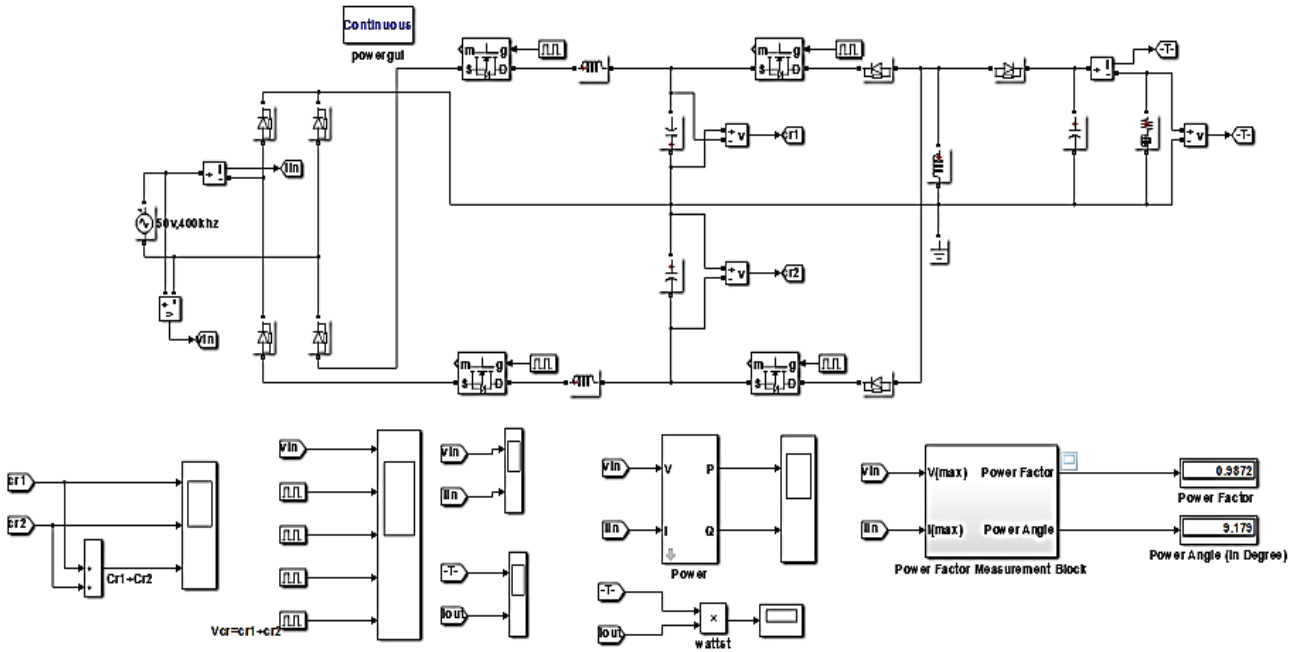 Continuous
powergui
m g
S D
m g
S D
-T-
+ i -
+ v -
cr1
+ v -
-T-
+ i -
Iin
50v,400khz
+ v -
cr2
+ v -
vin
m g
S D
m g
S D
cr1
cr2
+
+
Cr1+Cr2
vin
Vcr=cr1+cr2
vin
Iin
-T-
Iout
vin
Iin
V P
I Q
Power
-T-
Iout
×
wattst
vin
Iin
V(max) Power Factor
I(max) Power Angle
Power Factor Measurement Block
0.9872
Power Factor
9.179
Power Angle (In Degree)